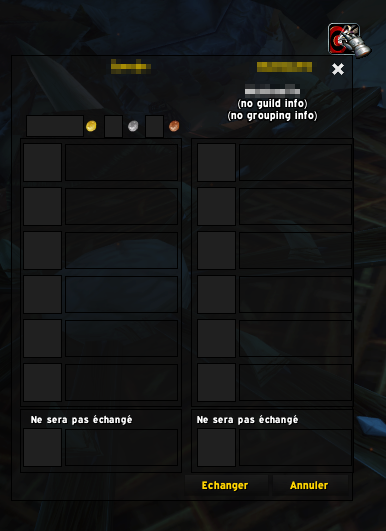 (no guild info)
(no grouping info)
Ne sera pas échangé
Ne sera pas échangé
Echanger
Annuler